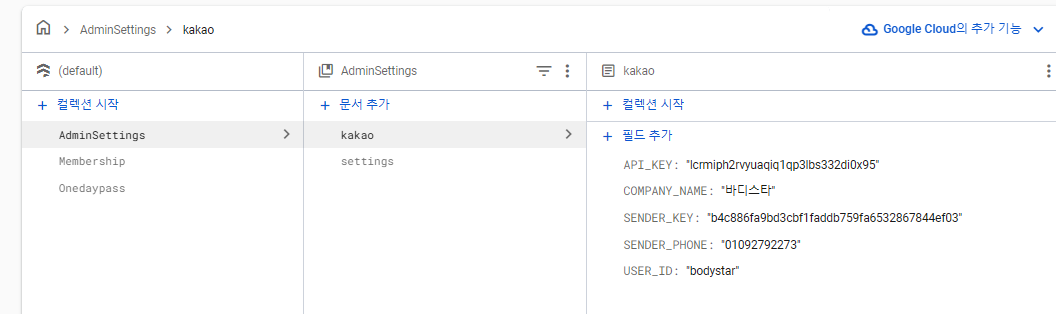 AdminSettings > kakao
Google Cloud의 추가 기능
(default)
AdminSettings
kakao
+ 컬렉션 시작
+ 문서 추가
+ 컬렉션 시작
AdminSettings
Membership
Onedaypass
kakao
settings
+ 필드 추가
API_KEY: "lcrmiph2rvyuaqiq1qp3lbs332di0x95"
COMPANY_NAME: "바디스타"
SENDER_KEY: "b4c886fa9bd3cbf1faddb759fa6532867844ef03"
SENDER_PHONE: "01092792273"
USER_ID: "bodystar"